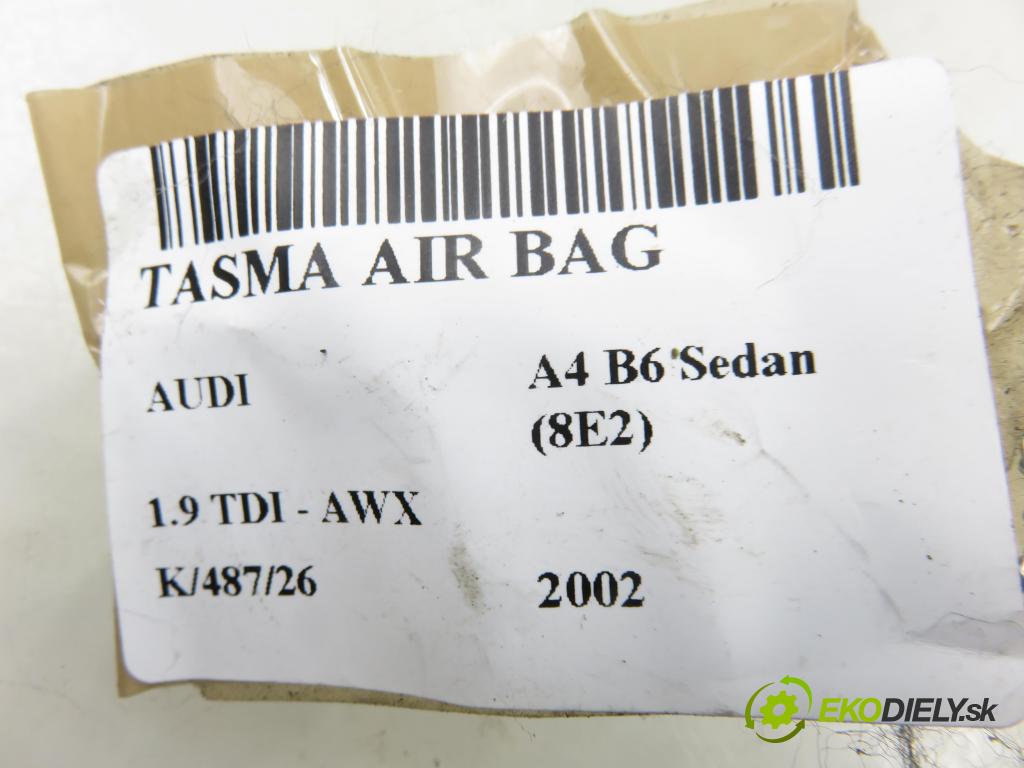 TASMA AIR BAG
AUDI
A4 B6 Sedan
(8E2)
1.9 TDI - AWX
K/487/26
2002
EKODIELY.sk